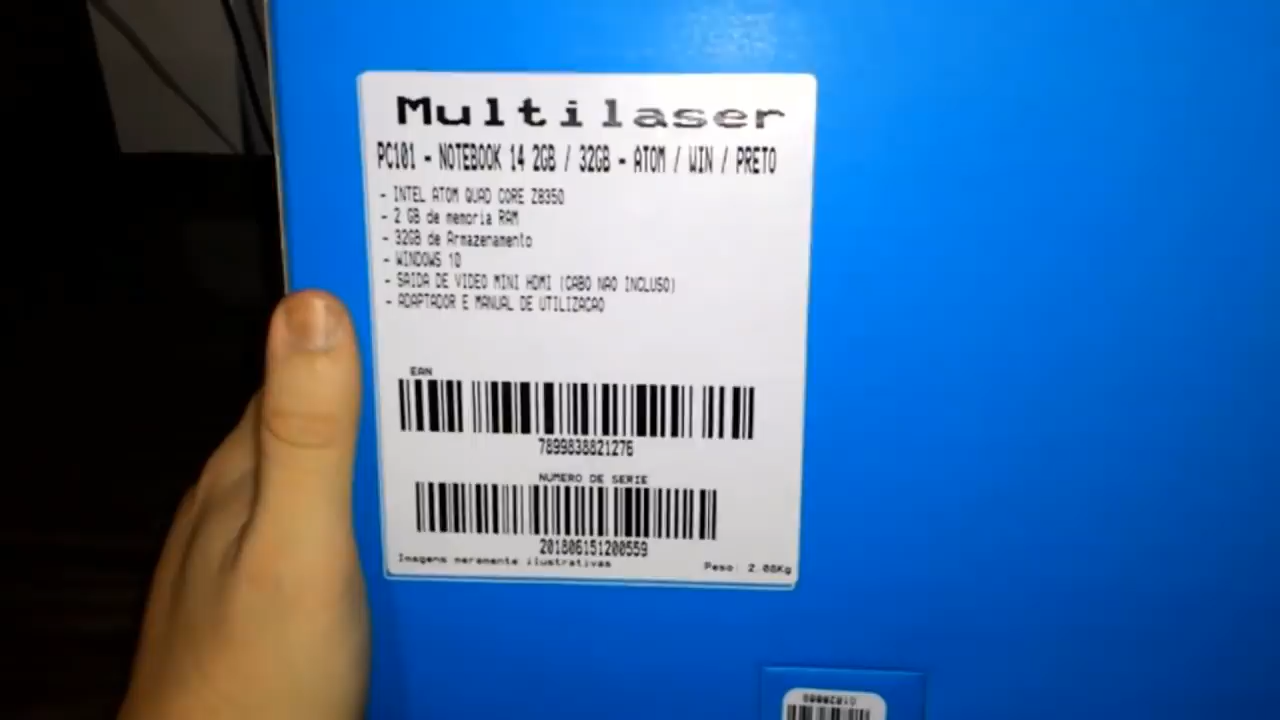 Multilaser
PC101 - NOTEBOOK 14 2GB / 32GB - ATOM / WIN / PRETO
- INTEL ATOM QUAD CORE Z8350
- 2 GB de memoria RAM
- 32GB de Armazenamento
- WINDOWS 10
- SAIDA DE VIDEO MINI HDMI (CABO NAO INCLUSO)
- ADAPTADOR E MANUAL DE UTILIZACAO
EAN
7899838821276
NUMERO DE SERIE
201806151200559
Imagens meramente ilustrativas
Peso: 2.08Kg